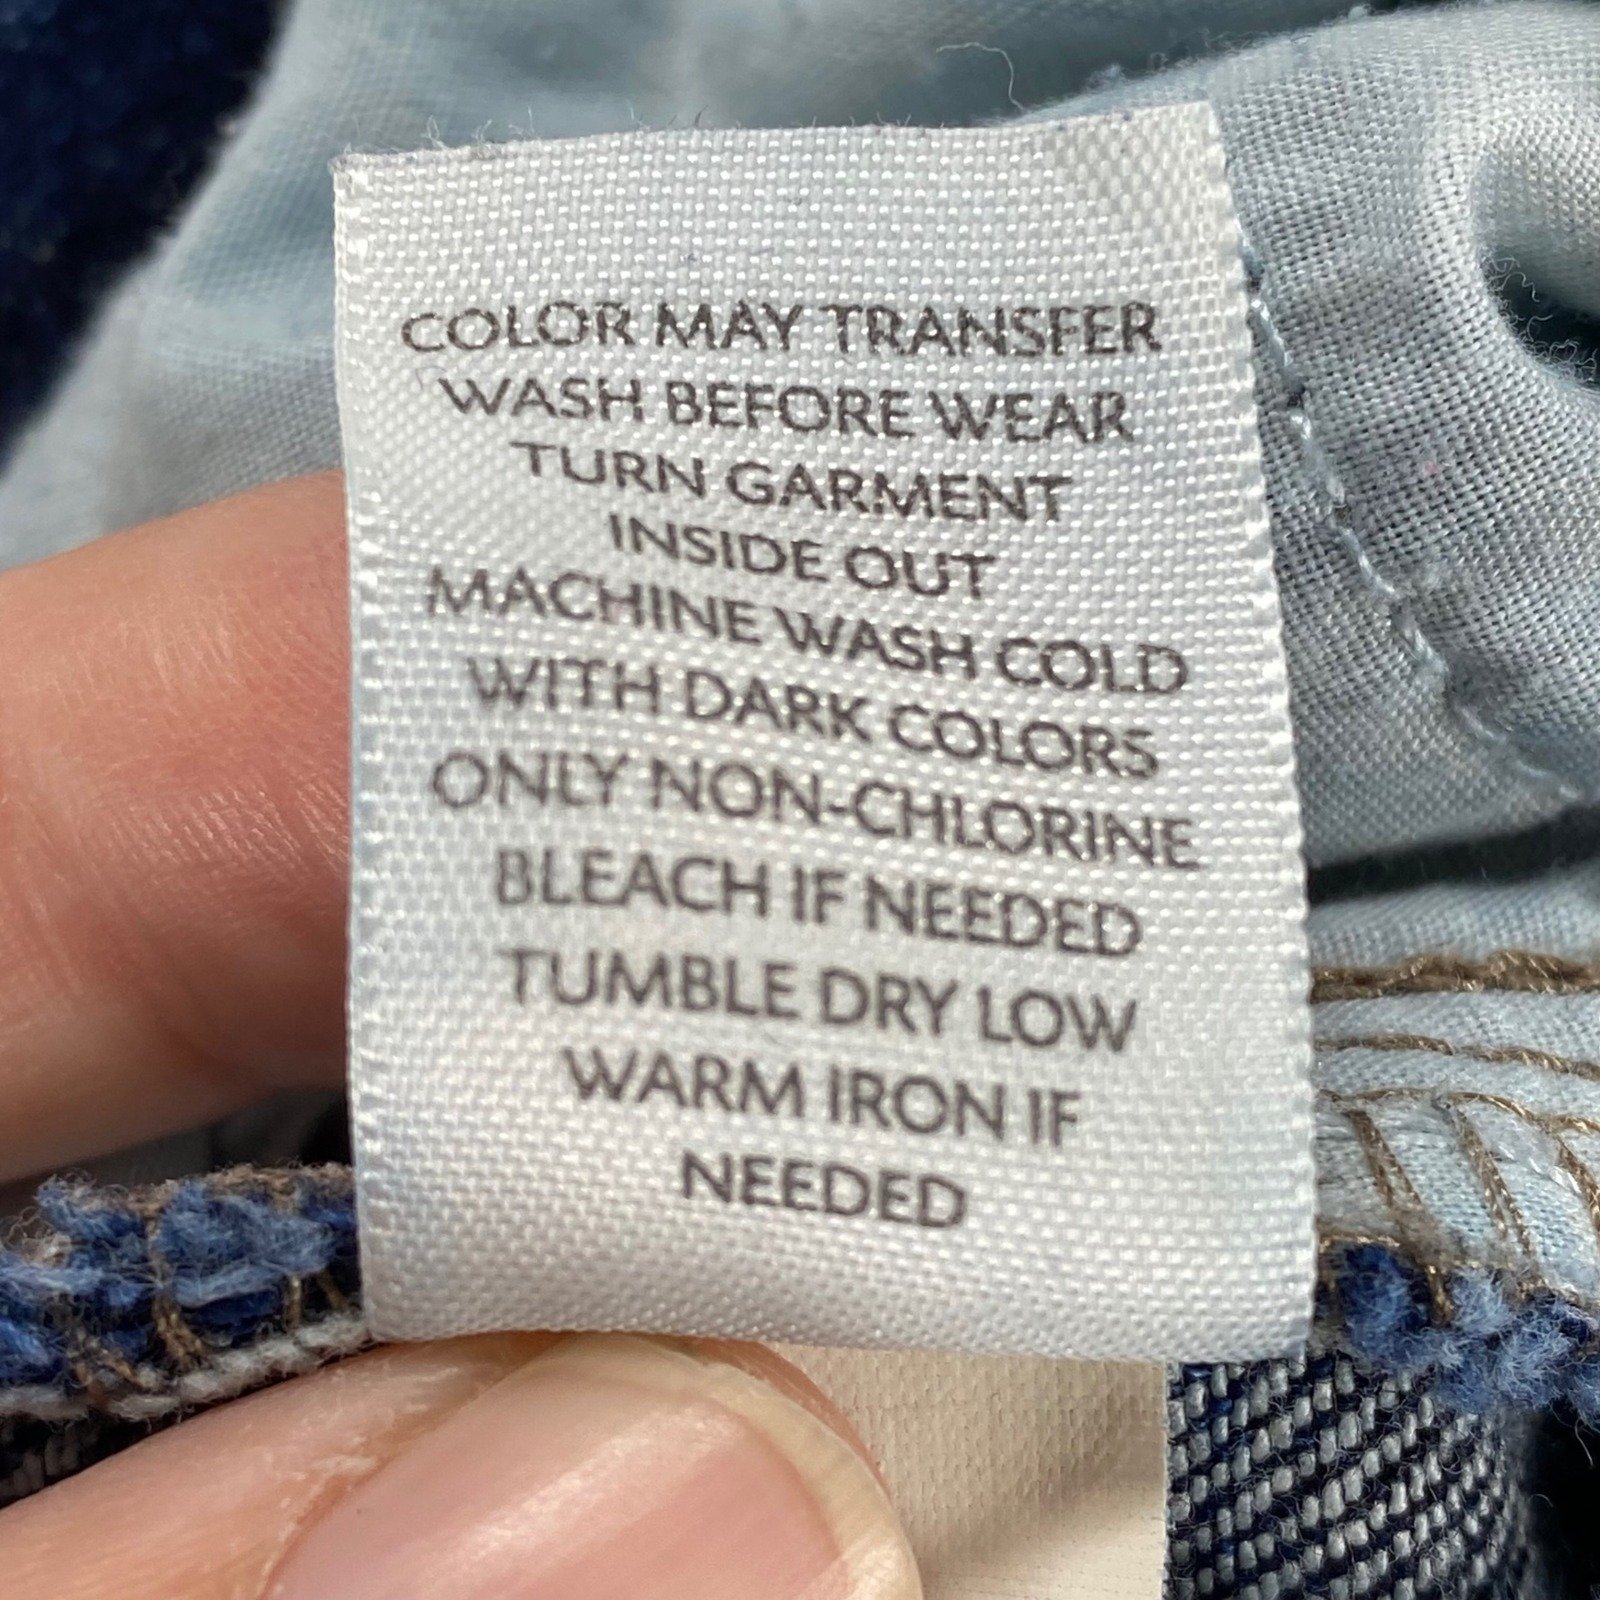 COLOR MAY TRANSFER
WASH BEFORE WEAR
TURN GARMENT
INSIDE OUT
MACHINE WASH COLD
WITH DARK COLORS
ONLY NON-CHLORINE
BLEACH IF NEEDED
TUMBLE DRY LOW
WARM IRON IF
NEEDED